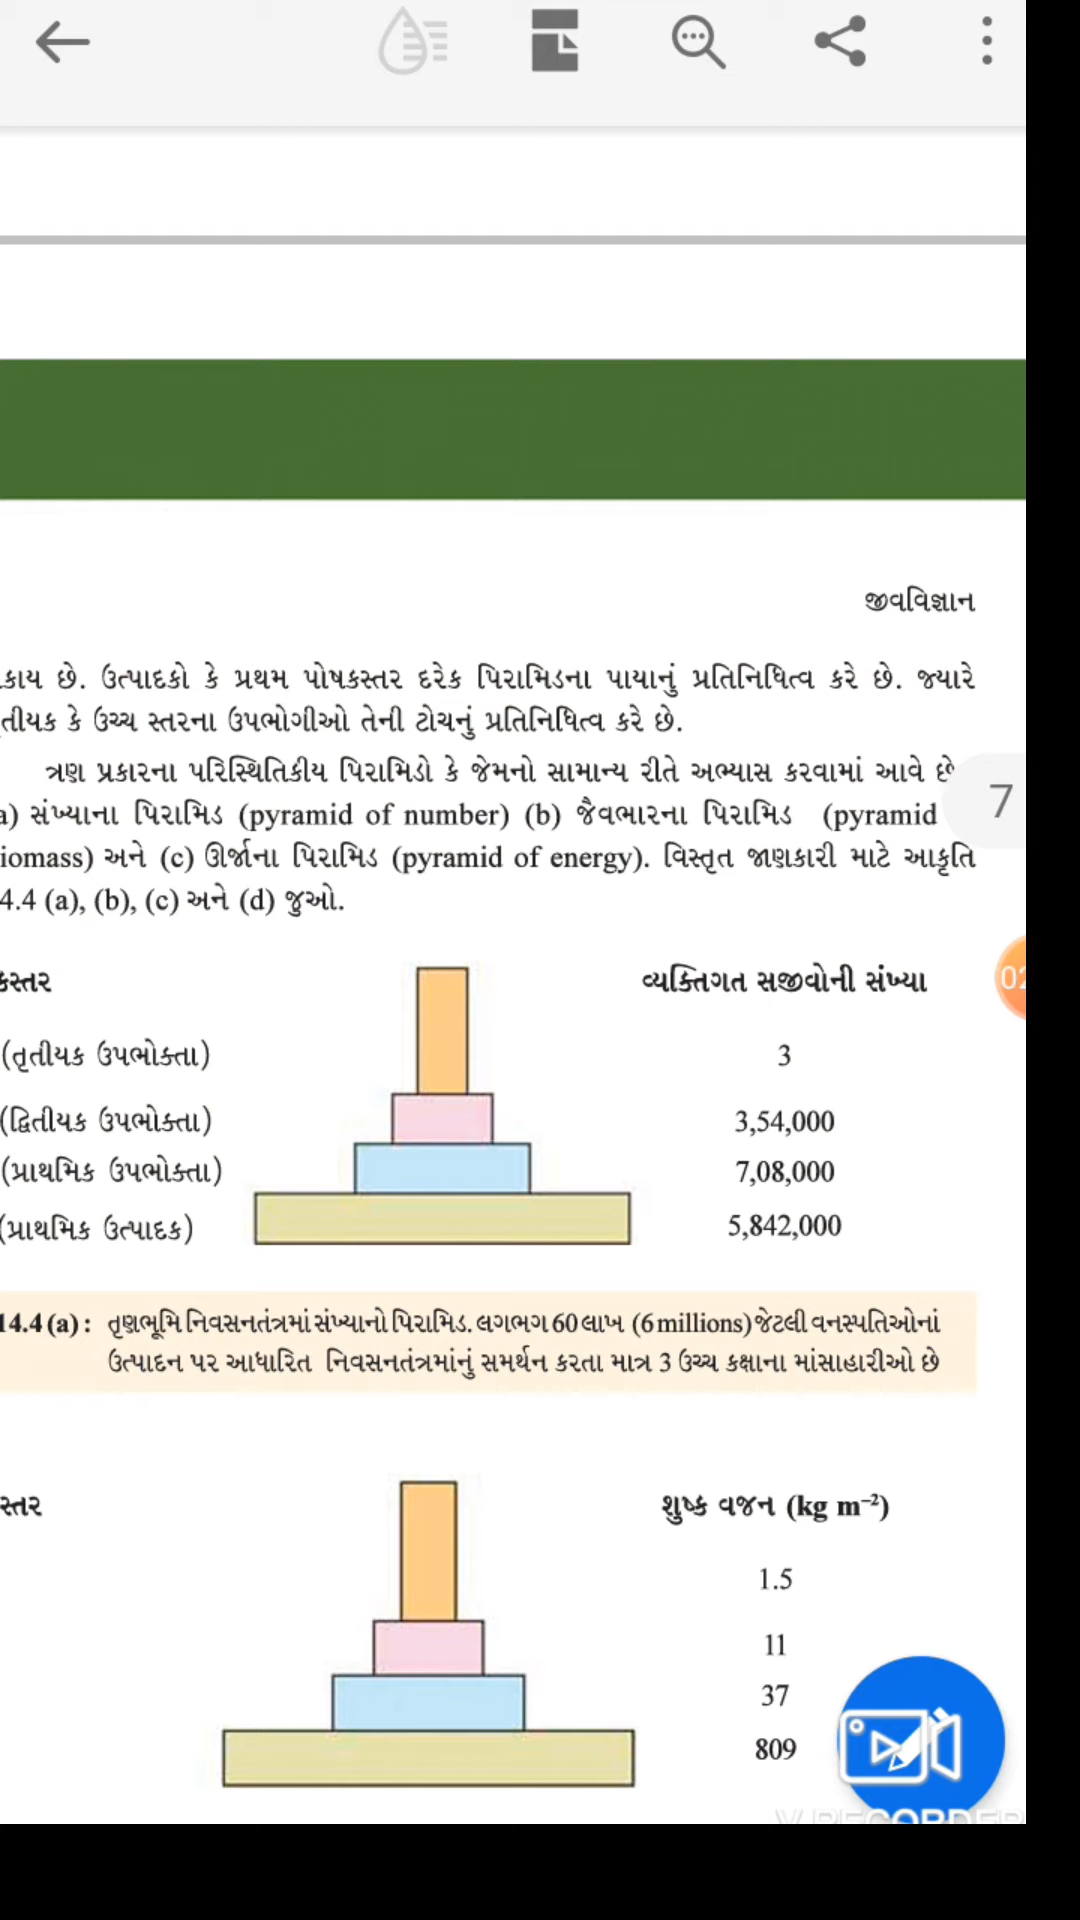 જીવવિજ્ઞાન
કાય છે. ઉત્પાદકો કે પ્રથમ પોષકસ્તર દરેક પિરામિડના પાયાનું પ્રતિનિધિત્વ કરે છે. જ્યારે
તીયક કે ઉચ્ચ સ્તરના ઉપભોગીઓ તેની ટોચનું પ્રતિનિધિત્વ કરે છે.
ત્રણ પ્રકારના પરિસ્થિતિકીય પિરામિડો કે જેમનો સામાન્ય રીતે અભ્યાસ કરવામાં આવે છે
7
a) સંખ્યાના પિરામિડ (pyramid of number) (b) જૈવભારના પિરામિડ (pyramid
iomass) અને (c) ઊર્જાના પિરામિડ (pyramid of energy). વિસ્તૃત જાણકારી માટે આકૃતિ
4.4 (a), (b), (c) અને (d) જુઓ.
કસ્તર વ્યક્તિગત સજીવોની સંખ્યા
02
(તૃતીયક ઉપભોક્તા) 3
(દ્વિતીયક ઉપભોક્તા) 3,54,000
(પ્રાથમિક ઉપભોક્તા) 7,08,000
(પ્રાથમિક ઉત્પાદક) 5,842,000
14.4 (a) : તૃણભૂમિ નિવસનતંત્રમાં સંખ્યાનો પિરામિડ. લગભગ 60 લાખ (6 millions) જેટલી વનસ્પતિઓનાં
ઉત્પાદન પર આધારિત નિવસનતંત્રમાંનું સમર્થન કરતા માત્ર 3 ઉચ્ચ કક્ષાના માંસાહારીઓ છે
સ્તર શુષ્ક વજન (kg m⁻²)
1.5
11
37
809
V RECORDER